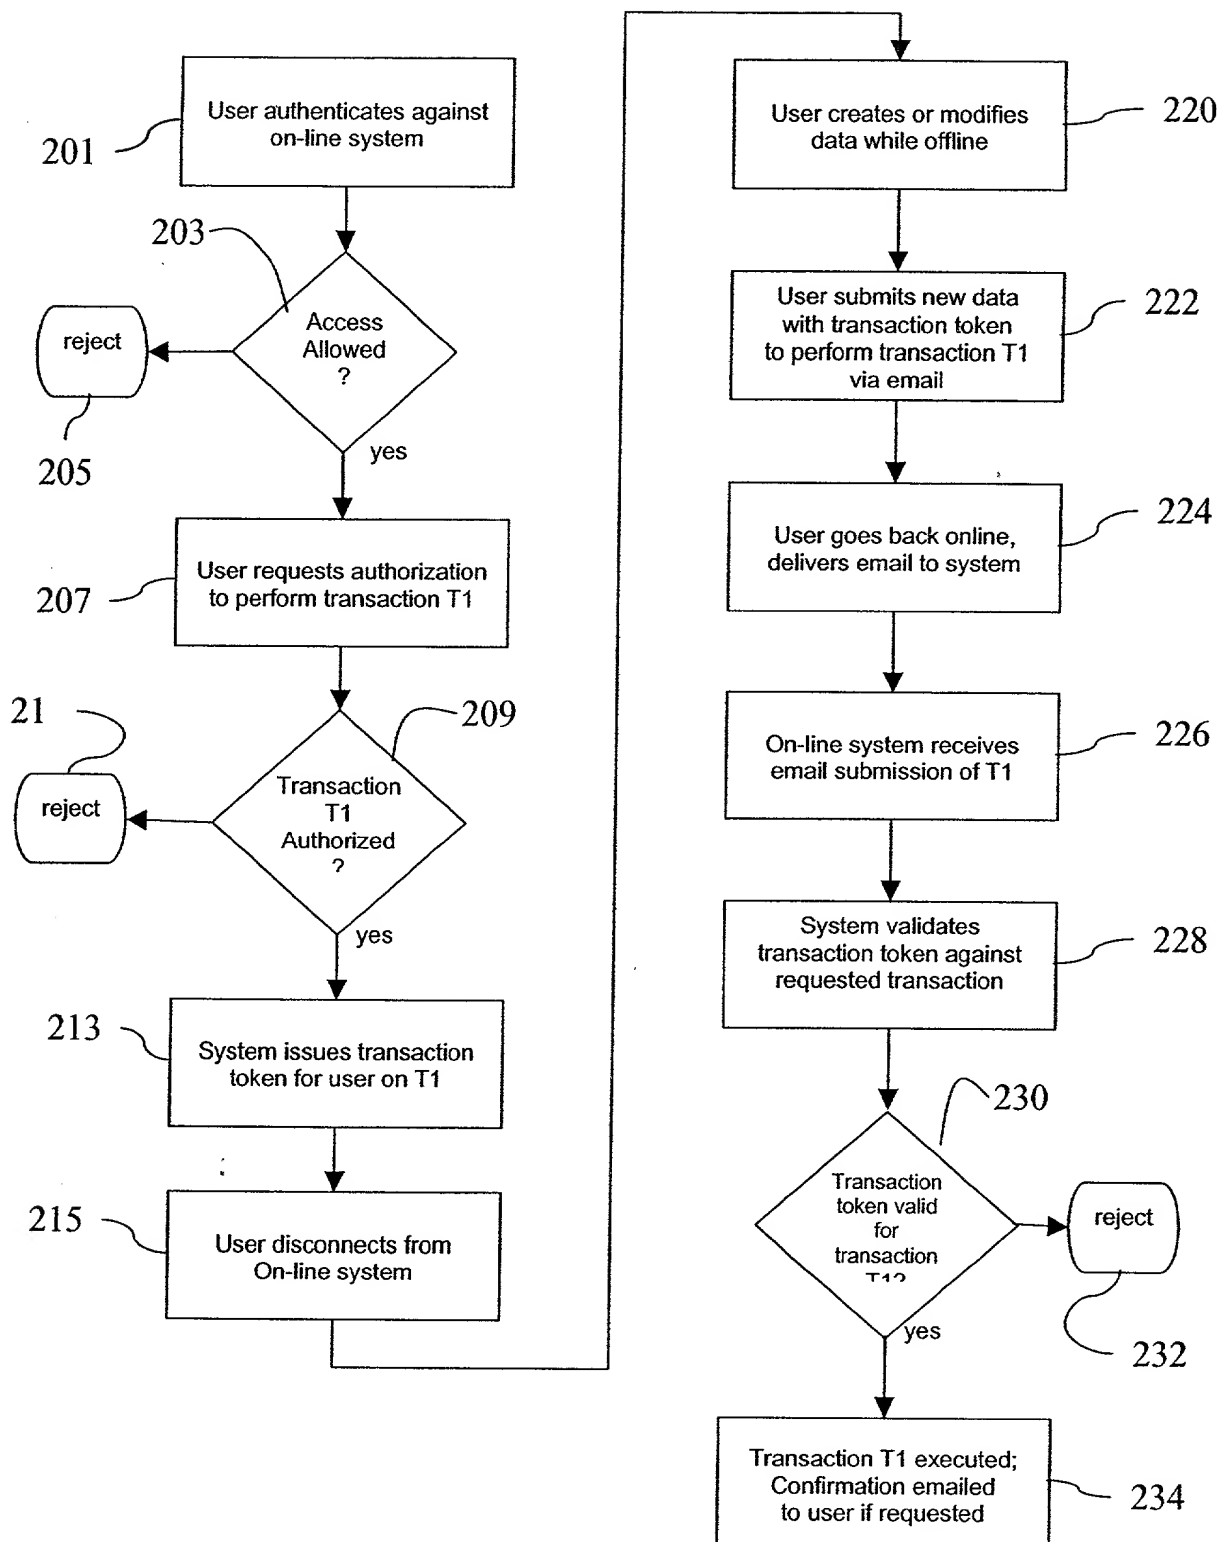 User authenticates against
on-line system
201
203
Access
Allowed
?
reject
205
yes
User requests authorization
to perform transaction T1
207
21
209
Transaction
T1
Authorized
?
reject
yes
213
System issues transaction
token for user on T1
215
User disconnects from
On-line system
User creates or modifies
data while offline
220
User submits new data
with transaction token
to perform transaction T1
via email
222
User goes back online,
delivers email to system
224
On-line system receives
email submission of T1
226
System validates
transaction token against
requested transaction
228
230
Transaction
token valid
for
transaction
T1?
reject
232
yes
Transaction T1 executed;
Confirmation emailed
to user if requested
234